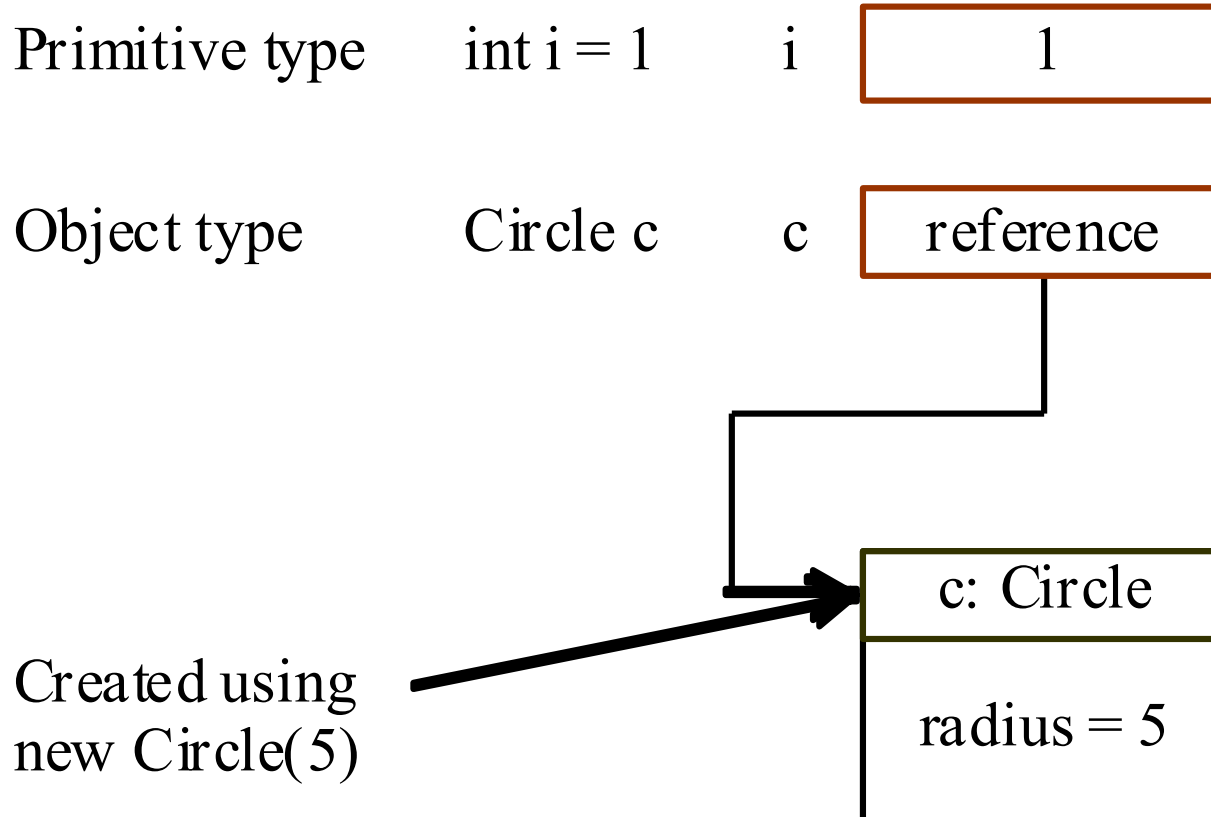 Primitive type int i = 1 i 1
Object type Circle c c reference
c: Circle
Created using
new Circle(5)
radius = 5